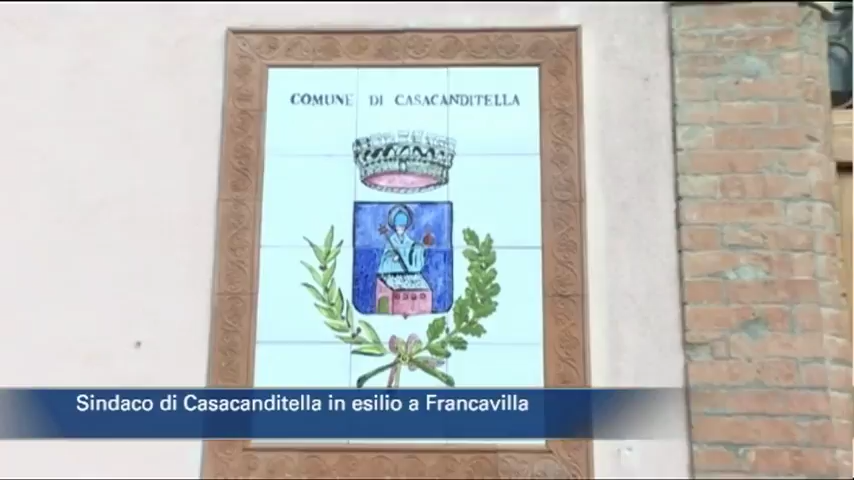 COMUNE DI CASACANDITELLA
Sindaco di Casacanditella in esilio a Francavilla